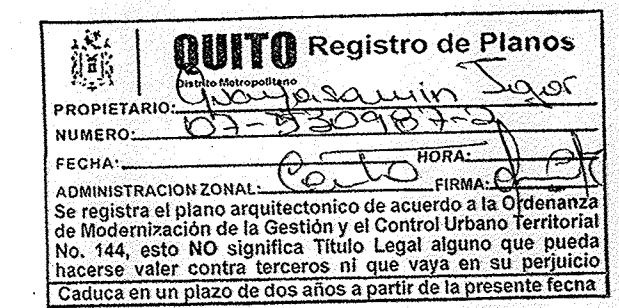 QUITO Registro de Planos
Distrito Metropolitano
PROPIETARIO: Guayasamin Igor
NUMERO: 07-530987-2
FECHA: HORA:
ADMINISTRACION ZONAL: FIRMA:
Se registra el plano arquitectonico de acuerdo a la Ordenanza
de Modernización de la Gestión y el Control Urbano Territorial
No. 144, esto NO significa Título Legal alguno que pueda
hacerse valer contra terceros ni que vaya en su perjuicio
Caduca en un plazo de dos años a partir de la presente fecna